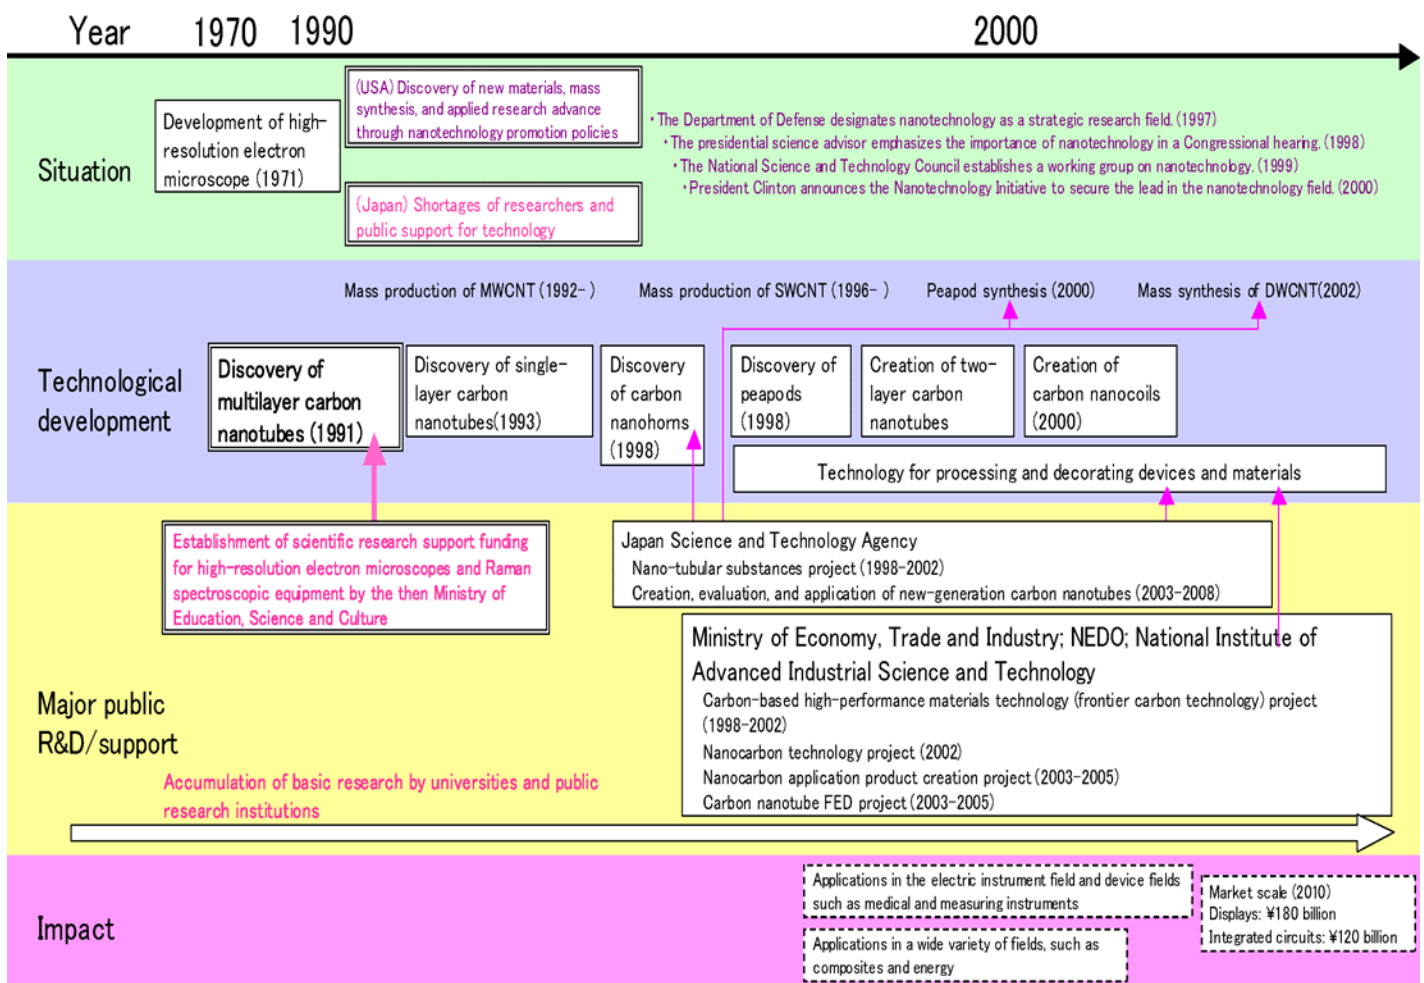 Year 1970 1990 2000
Situation
Development of high-
resolution electron
microscope (1971)
(USA) Discovery of new materials, mass
synthesis, and applied research advance
through nanotechnology promotion policies
(Japan) Shortages of researchers and
public support for technology
・The Department of Defense designates nanotechnology as a strategic research field. (1997)
・The presidential science advisor emphasizes the importance of nanotechnology in a Congressional hearing. (1998)
・The National Science and Technology Council establishes a working group on nanotechnology. (1999)
・President Clinton announces the Nanotechnology Initiative to secure the lead in the nanotechnology field. (2000)
Technological
development
Mass production of MWCNT (1992- )
Mass production of SWCNT (1996- )
Peapod synthesis (2000)
Mass synthesis of DWCNT(2002)
Discovery of
multilayer carbon
nanotubes (1991)
Discovery of single-
layer carbon
nanotubes(1993)
Discovery
of carbon
nanohorns
(1998)
Discovery of
peapods
(1998)
Creation of two-
layer carbon
nanotubes
Creation of
carbon nanocoils
(2000)
Technology for processing and decorating devices and materials
Major public
R&D/support
Establishment of scientific research support funding
for high-resolution electron microscopes and Raman
spectroscopic equipment by the then Ministry of
Education, Science and Culture
Japan Science and Technology Agency
Nano-tubular substances project (1998-2002)
Creation, evaluation, and application of new-generation carbon nanotubes (2003-2008)
Ministry of Economy, Trade and Industry; NEDO; National Institute of
Advanced Industrial Science and Technology
Carbon-based high-performance materials technology (frontier carbon technology) project
(1998-2002)
Nanocarbon technology project (2002)
Nanocarbon application product creation project (2003-2005)
Carbon nanotube FED project (2003-2005)
Accumulation of basic research by universities and public
research institutions
Impact
Applications in the electric instrument field and device fields
such as medical and measuring instruments
Applications in a wide variety of fields, such as
composites and energy
Market scale (2010)
Displays: ¥180 billion
Integrated circuits: ¥120 billion